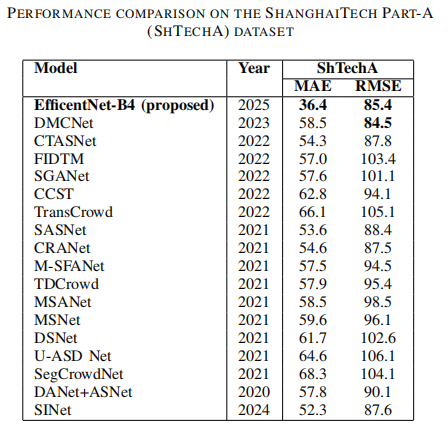 PERFORMANCE COMPARISON ON THE SHANGHAITECH PART-A
(SHTECHA) DATASET
Model Year ShTechA
MAE RMSE
EfficentNet-B4 (proposed) 2025 36.4 85.4
DMCNet 2023 58.5 84.5
CTASNet 2022 54.3 87.8
FIDTM 2022 57.0 103.4
SGANet 2022 57.6 101.1
CCST 2022 62.8 94.1
TransCrowd 2022 66.1 105.1
SASNet 2021 53.6 88.4
CRANet 2021 54.6 87.5
M-SFANet 2021 57.5 94.5
TDCrowd 2021 57.9 95.4
MSANet 2021 58.5 98.5
MSNet 2021 59.6 96.1
DSNet 2021 61.7 102.6
U-ASD Net 2021 64.6 106.1
SegCrowdNet 2021 68.3 104.1
DANet+ASNet 2020 57.8 90.1
SINet 2024 52.3 87.6